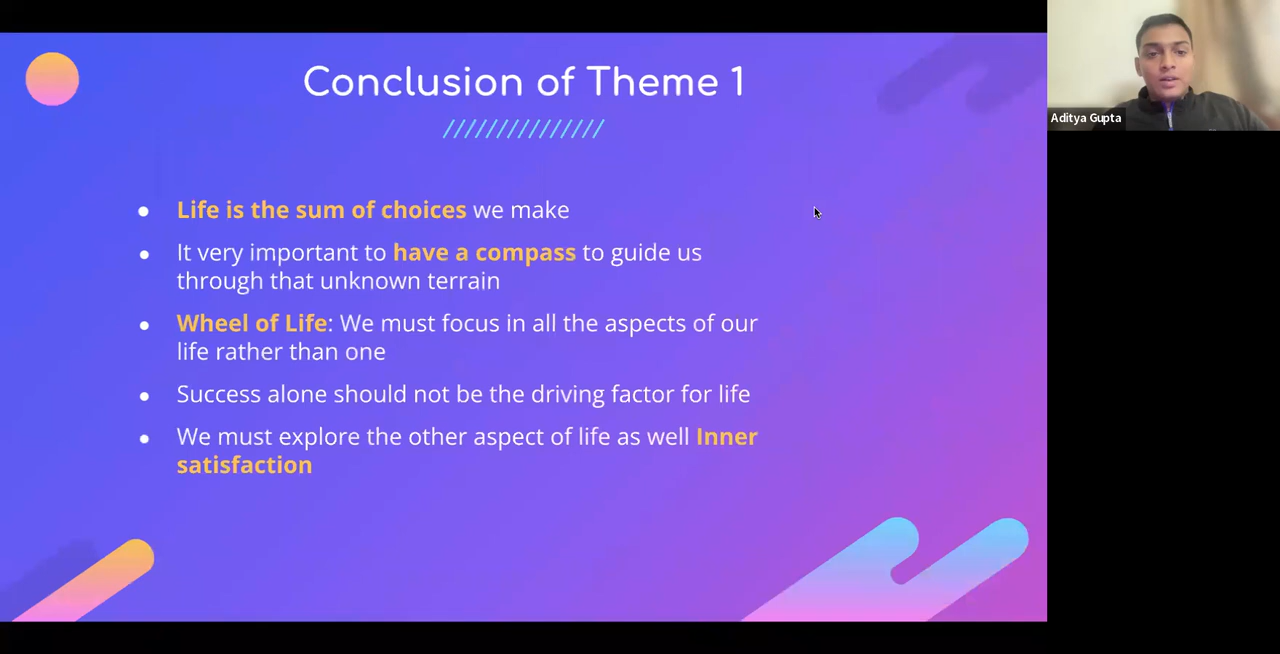 Conclusion of Theme 1
///////////////
Life is the sum of choices we make
It very important to have a compass to guide us
through that unknown terrain
Wheel of Life: We must focus in all the aspects of our
life rather than one
Success alone should not be the driving factor for life
We must explore the other aspect of life as well Inner
satisfaction
Aditya Gupta